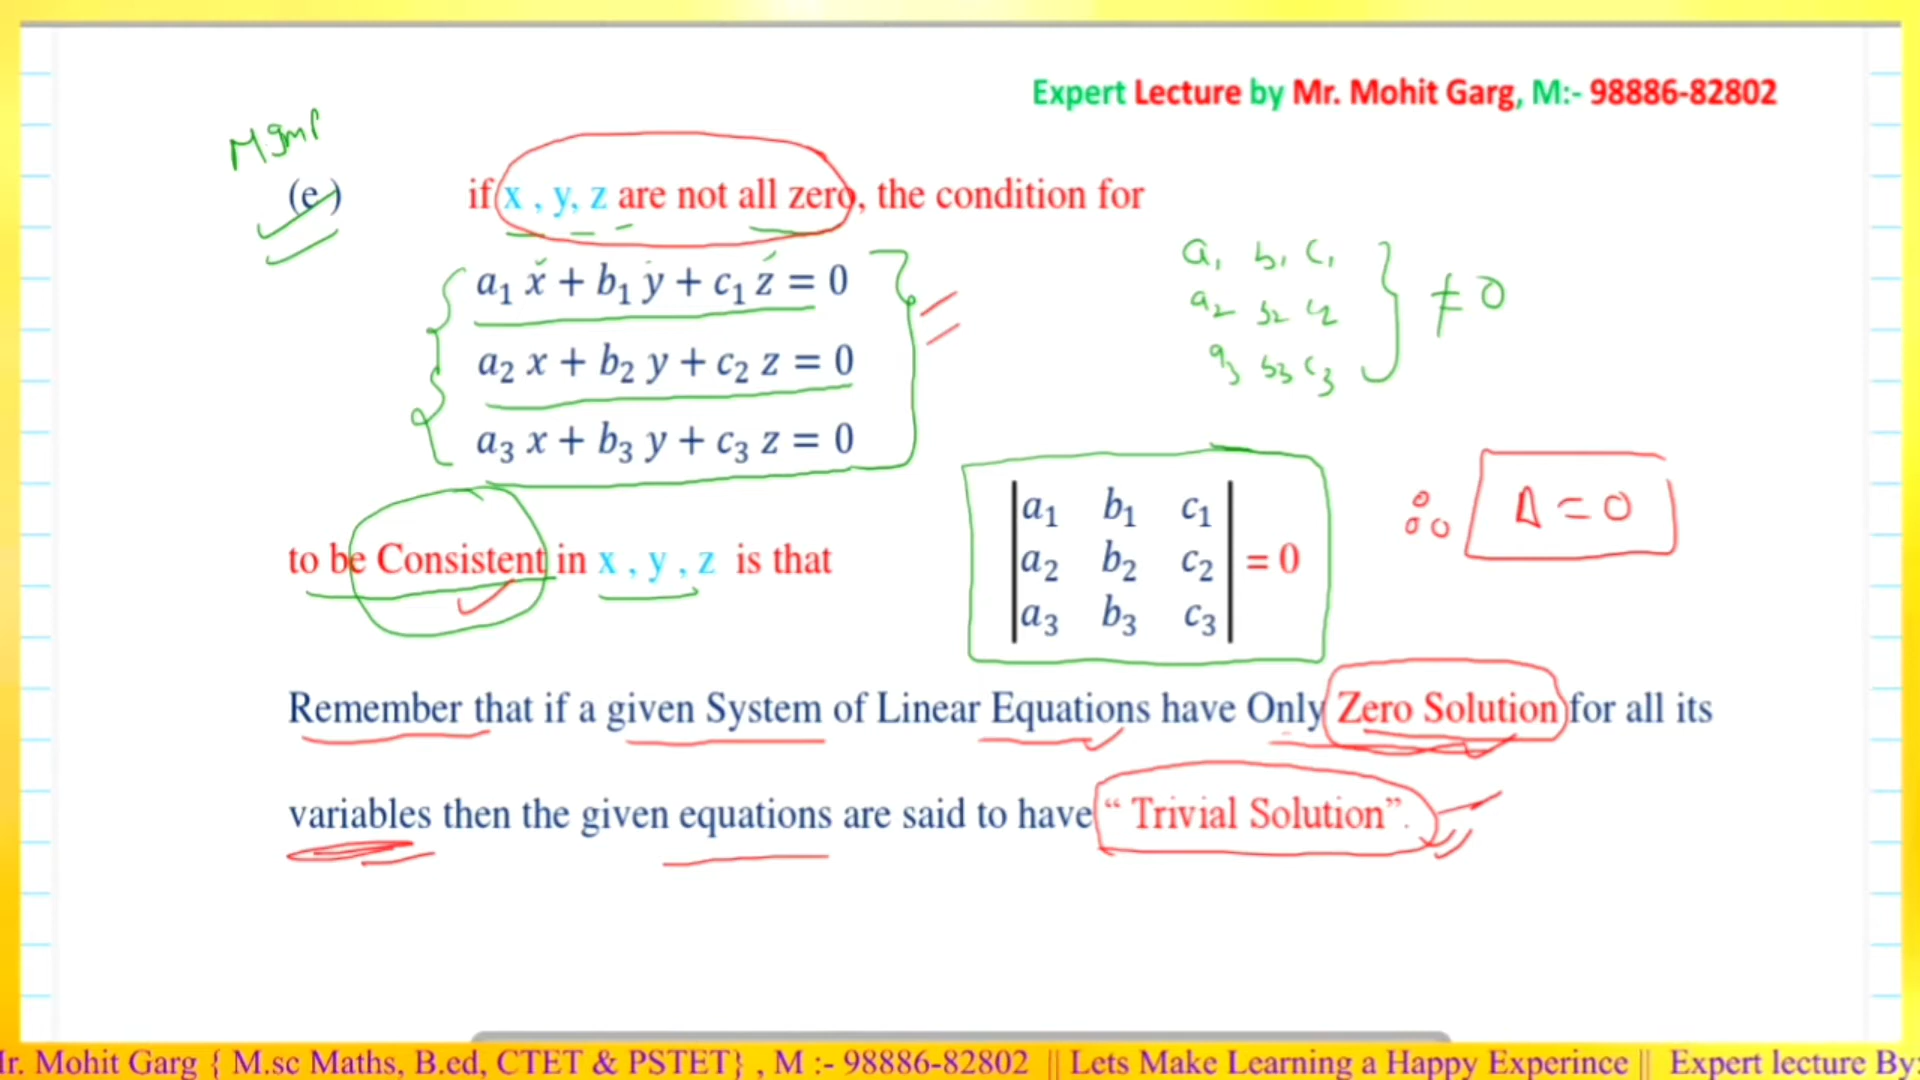 Expert Lecture by Mr. Mohit Garg, M:- 98886-82802
(e) if x , y, z are not all zero, the condition for
a₁ x + b₁ y + c₁ z = 0
a₂ x + b₂ y + c₂ z = 0
a₃ x + b₃ y + c₃ z = 0
a₁ b₁ c₁
a₂ b₂ c₂ } ≠ 0
a₃ b₃ c₃
to be Consistent in x , y , z is that
|a₁ b₁ c₁|
|a₂ b₂ c₂| = 0
|a₃ b₃ c₃|
∴ Δ = 0
Remember that if a given System of Linear Equations have Only Zero Solution for all its
variables then the given equations are said to have “ Trivial Solution”.
Mr. Mohit Garg { M.sc Maths, B.ed, CTET & PSTET} , M :- 98886-82802 || Lets Make Learning a Happy Experince || Expert lecture By: